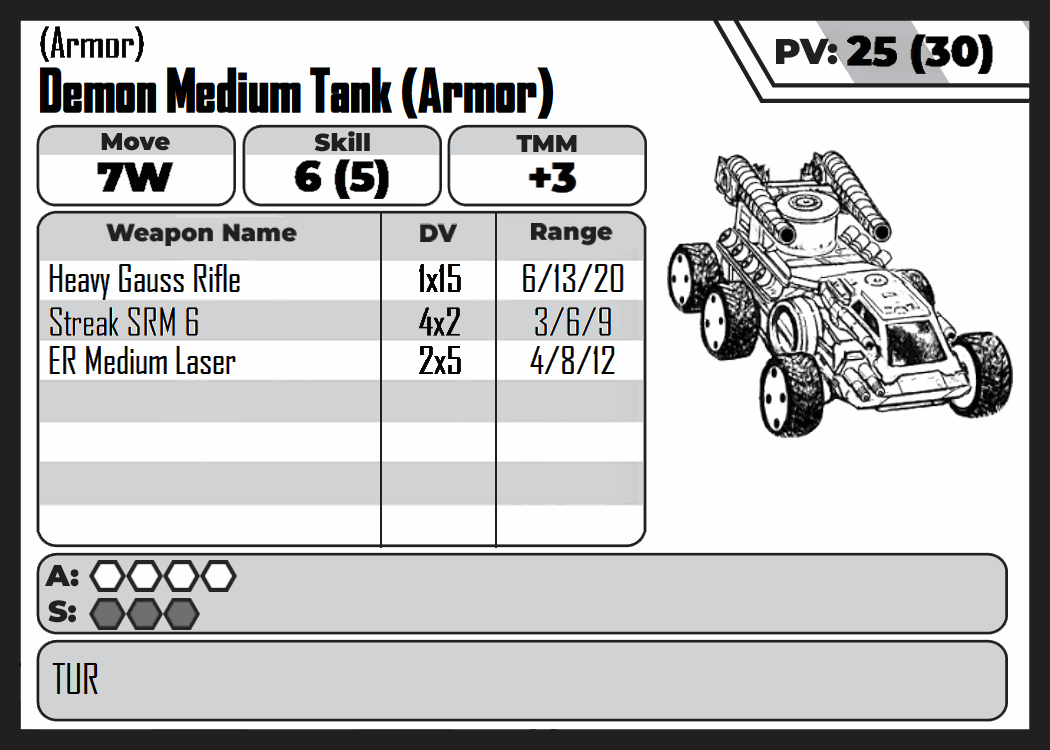 (Armor)
PV: 25 (30)
Demon Medium Tank (Armor)
Move Skill TMM
7W 6 (5) +3
Weapon Name DV Range
Heavy Gauss Rifle 1x15 6/13/20
Streak SRM 6 4x2 3/6/9
ER Medium Laser 2x5 4/8/12
A:
S:
TUR